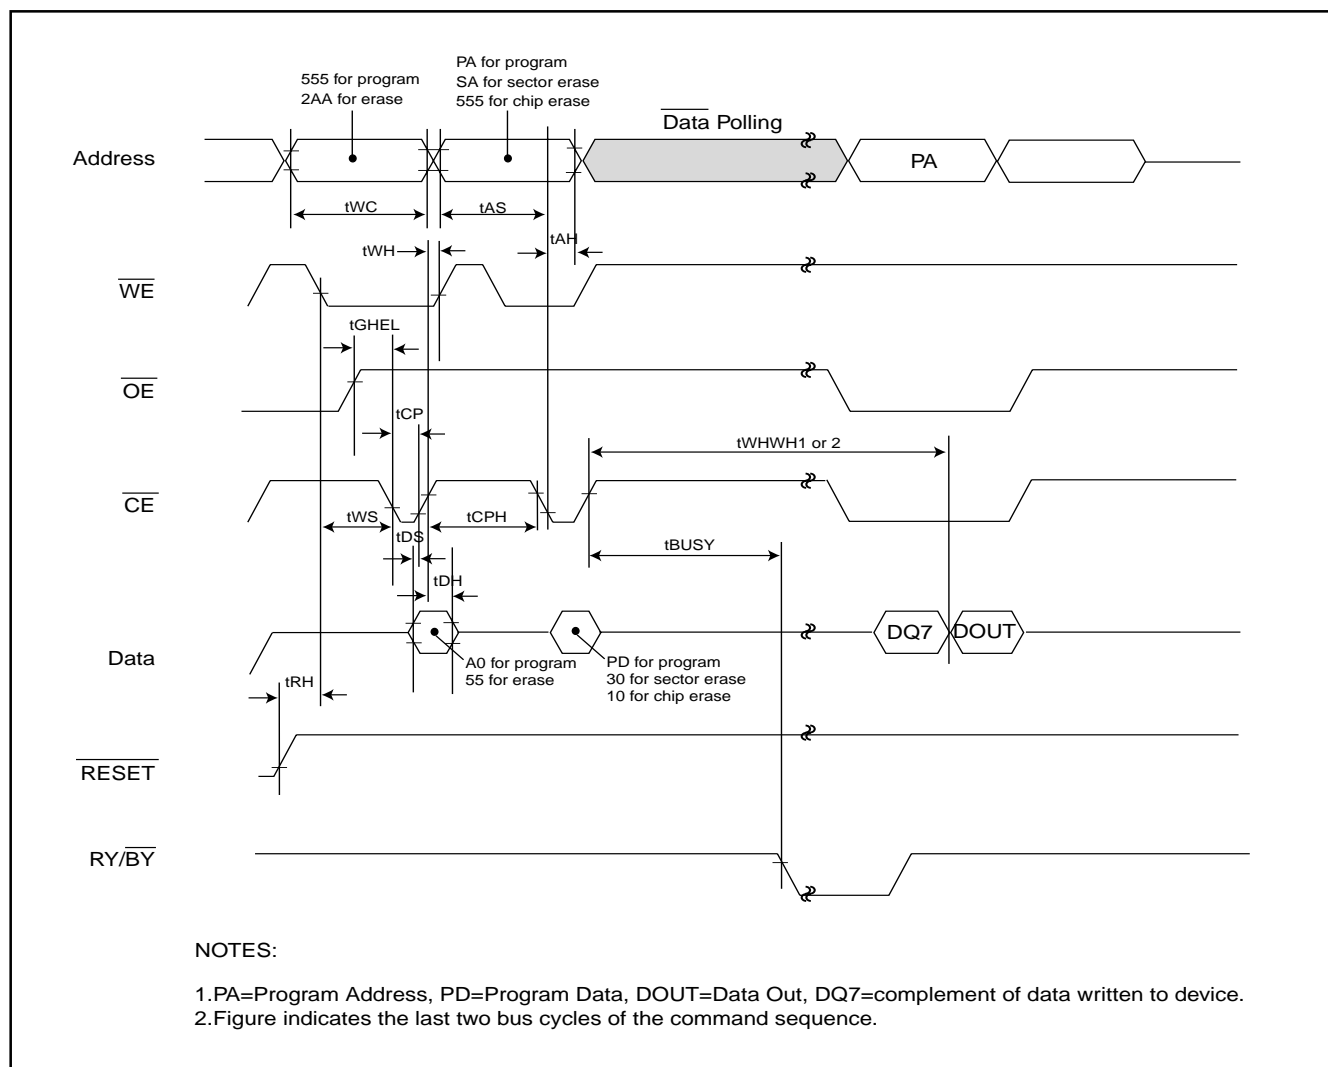 555 for program
2AA for erase
PA for program
SA for sector erase
555 for chip erase
Data Polling
Address
PA
tWC
tAS
tWH
tAH
WE
tGHEL
OE
tCP
tWHWH1 or 2
CE
tWS
tCPH
tDS
tBUSY
tDH
Data
DQ7
DOUT
A0 for program
55 for erase
PD for program
30 for sector erase
10 for chip erase
tRH
RESET
RY/BY
NOTES:
1.PA=Program Address, PD=Program Data, DOUT=Data Out, DQ7=complement of data written to device.
2.Figure indicates the last two bus cycles of the command sequence.